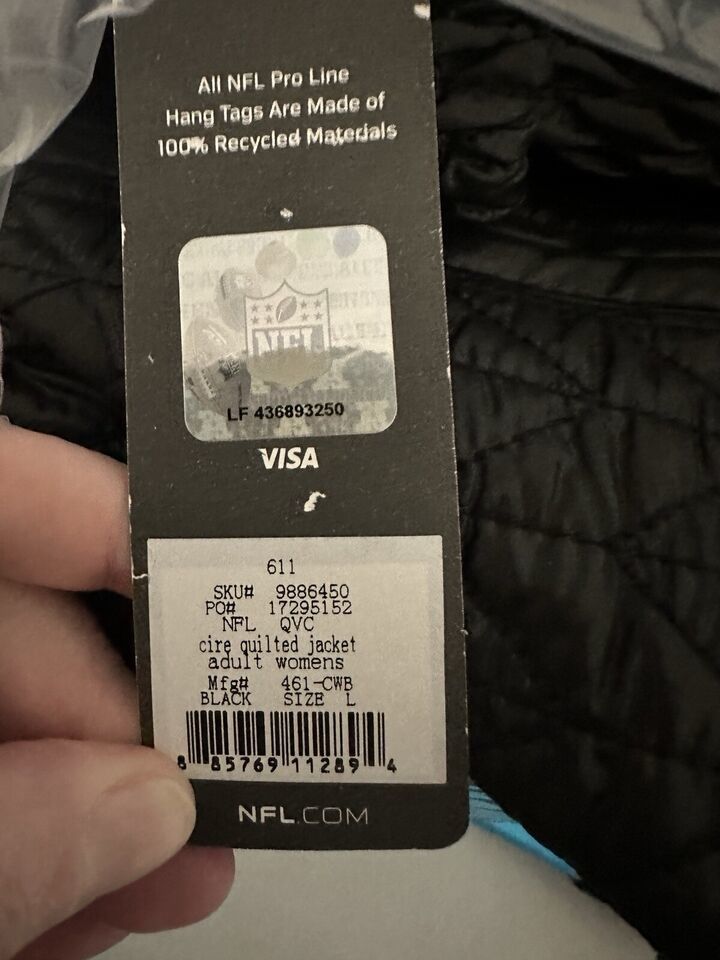 All NFL Pro Line
Hang Tags Are Made of
100% Recycled Materials
NFL
LF 436893250
VISA
611
SKU# 9886450
PO# 17295152
NFL QVC
cire quilted jacket
adult womens
Mfg# 461-CWB
BLACK SIZE L
8 85769 11289 4
NFL.COM